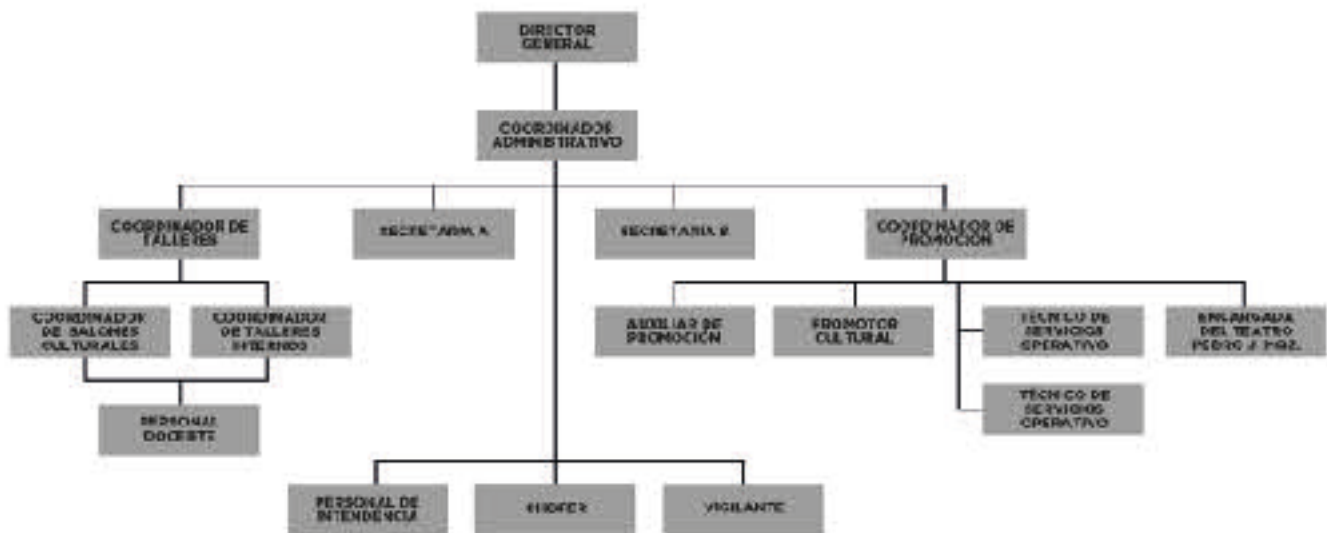 DIRECTOR
GENERAL
COORDINADOR
ADMINISTRATIVO
COORDINADOR DE
TALLERES
SECRETARIA A
SECRETARIA B
COORDINADOR DE
PROMOCIÓN
COORDINADOR
DE SALONES
CULTURALES
COORDINADOR
DE TALLERES
INTERNOS
AUXILIAR DE
PROMOCIÓN
PROMOTOR
CULTURAL
TÉCNICO DE
SERVICIOS
OPERATIVO
ENCARGADA
DEL TEATRO
PEDRO J.
PERSONAL
DOCENTE
TÉCNICO DE
SERVICIOS
OPERATIVO
PERSONAL DE
INTENDENCIA
CHOFER
VIGILANTE